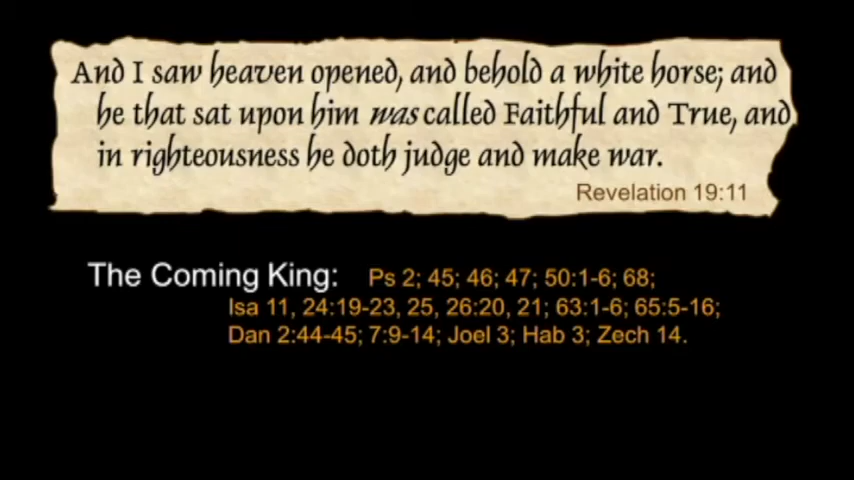 And I saw heaven opened, and behold a white horse; and
he that sat upon him was called Faithful and True, and
in righteousness he doth judge and make war.
Revelation 19:11
The Coming King: Ps 2; 45; 46; 47; 50:1-6; 68;
Isa 11, 24:19-23, 25, 26:20, 21; 63:1-6; 65:5-16;
Dan 2:44-45; 7:9-14; Joel 3; Hab 3; Zech 14.